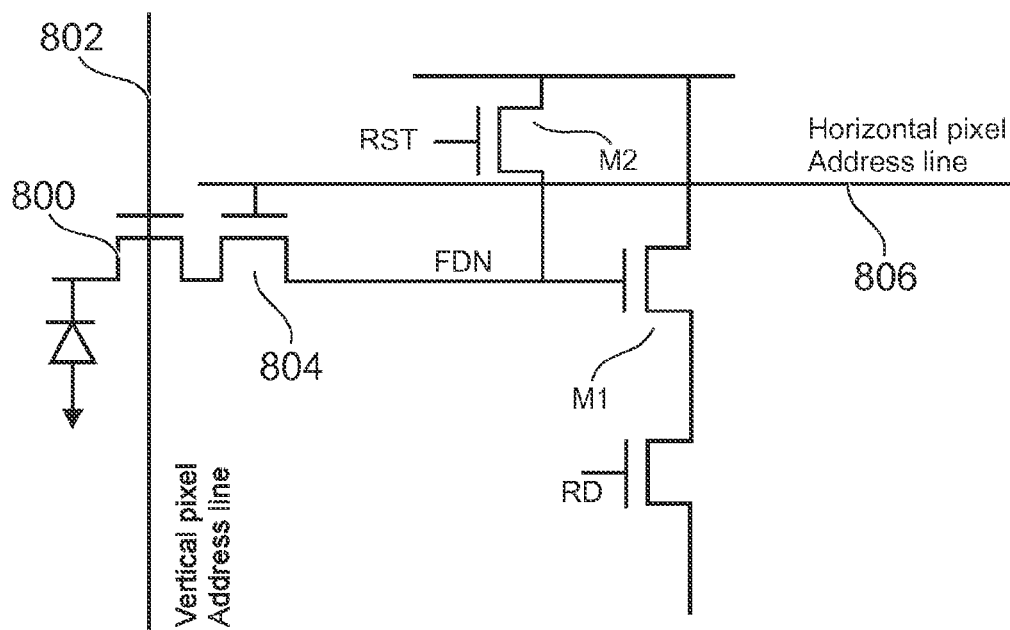 802
RST
M2
Horizontal pixel
Address line
800
FDN
806
804
M1
RD
Vertical pixel
Address line